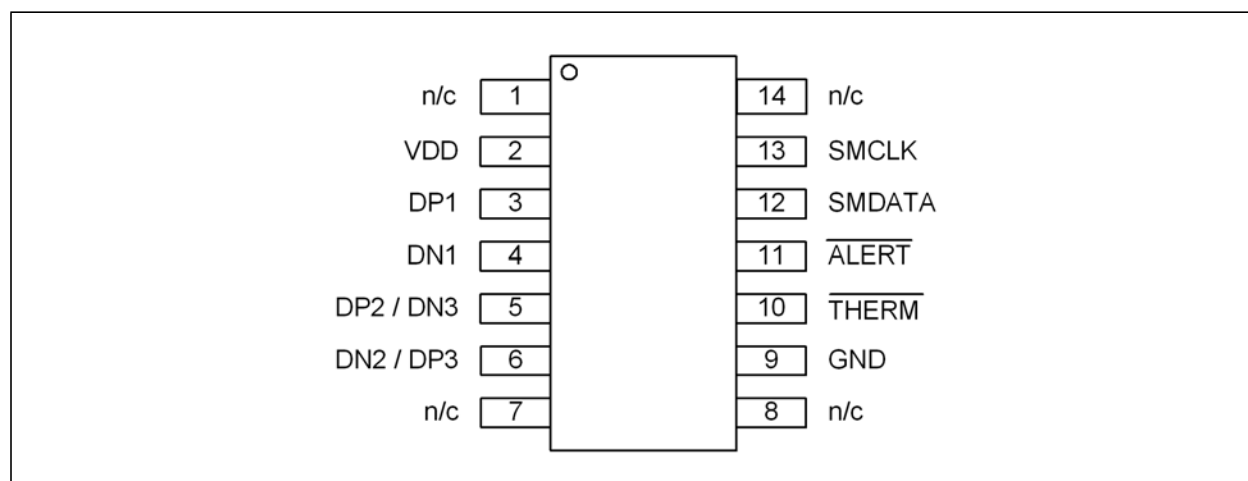 n/c 1 14 n/c
VDD 2 13 SMCLK
DP1 3 12 SMDATA
DN1 4 11 ALERT
DP2 / DN3 5 10 THERM
DN2 / DP3 6 9 GND
n/c 7 8 n/c